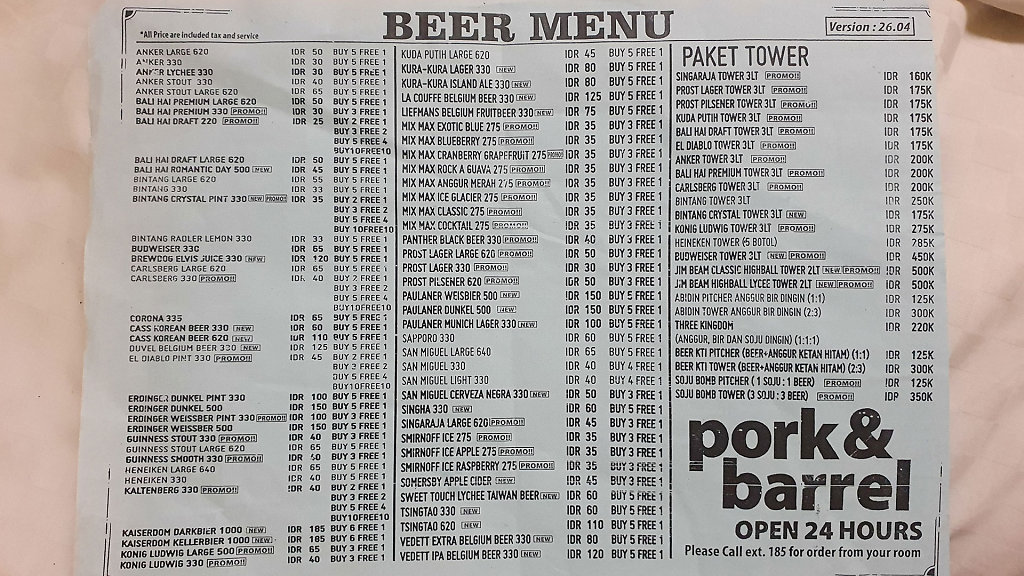 BEER MENU
*All Price are included tax and service
Version : 26.04
ANKER LARGE 620 IDR 50 BUY 5 FREE 1
ANKER 330 IDR 30 BUY 5 FREE 1
ANKER LYCHEE 330 IDR 30 BUY 5 FREE 1
ANKER STOUT 330 IDR 40 BUY 5 FREE 1
ANKER STOUT LARGE 620 IDR 65 BUY 5 FREE 1
BALI HAI PREMIUM LARGE 620 IDR 50 BUY 5 FREE 1
BALI HAI PREMIUM 330 PROMO!! IDR 30 BUY 3 FREE 1
BALI HAI DRAFT 220 PROMO!! IDR 25 BUY 2 FREE 1
BUY 3 FREE 2
BUY 5 FREE 4
BUY10FREE10
BALI HAI DRAFT LARGE 620 IDR 50 BUY 5 FREE 1
BALI HAI ROMANTIC DAY 500 NEW IDR 45 BUY 5 FREE 1
BINTANG LARGE 620 IDR 55 BUY 5 FREE 1
BINTANG 330 IDR 33 BUY 5 FREE 1
BINTANG CRYSTAL PINT 330 NEW PROMO!! IDR 35 BUY 2 FREE 1
BUY 3 FREE 2
BUY 5 FREE 4
BUY 10FREE10
BINTANG RADLER LEMON 330 IDR 33 BUY 5 FREE 1
BUDWEISER 330 IDR 65 BUY 5 FREE 1
BREWDOG ELVIS JUICE 330 NEW IDR 120 BUY 5 FREE 1
CARLSBERG LARGE 620 IDR 65 BUY 5 FREE 1
CARLSBERG 330 PROMO!! IDR 40 BUY 2 FREE 1
BUY 3 FREE 2
BUY 5 FREE 4
BUY10FREE10
CORONA 335 IDR 65 BUY 5 FREE 1
CASS KOREAN BEER 330 NEW IDR 60 BUY 5 FREE 1
CASS KOREAN BEER 620 NEW IDR 110 BUY 5 FREE 1
DUVEL BELGIUM BEER 330 NEW IDR 125 BUY 5 FREE 1
EL DIABLO PINT 330 PROMO!! IDR 45 BUY 2 FREE 1
BUY 3 FREE 2
BUY 5 FREE 4
BUY10FREE10
ERDINGER DUNKEL PINT 330 IDR 100 BUY 5 FREE 1
ERDINGER DUNKEL 500 IDR 150 BUY 5 FREE 1
ERDINGER WEISSBIER PINT 330 PROMO!! IDR 100 BUY 3 FREE 1
ERDINGER WEISSBIER 500 IDR 150 BUY 5 FREE 1
GUINNESS STOUT 330 PROMO!! IDR 40 BUY 3 FREE 1
GUINNESS STOUT LARGE 620 IDR 65 BUY 5 FREE 1
GUINNESS SMOOTH 330 PROMO!! IDR 40 BUY 3 FREE 1
HENEIKEN LARGE 640 IDR 65 BUY 5 FREE 1
HENEIKEN 330 IDR 40 BUY 5 FREE 1
KALTENBERG 330 PROMO!! IDR 40 BUY 2 FREE 1
BUY 3 FREE 2
BUY 5 FREE 4
BUY10FREE10
KAISERDOM DARKBIER 1000 NEW IDR 185 BUY 6 FREE 1
KAISERDOM KELLERBIER 1000 NEW IDR 185 BUY 6 FREE 1
KONIG LUDWIG LARGE 500 PROMO!! IDR 65 BUY 3 FREE 1
KONIG LUDWIG 330 PROMO!! IDR 40 BUY 3 FREE 1
KUDA PUTIH LARGE 620 IDR 45 BUY 5 FREE 1
KURA-KURA LAGER 330 NEW IDR 80 BUY 5 FREE 1
KURA-KURA ISLAND ALE 330 NEW IDR 80 BUY 5 FREE 1
LA COUFFE BELGIUM BEER 330 NEW IDR 125 BUY 5 FREE 1
LIEFMANS BELGIUM FRUITBEER 330 NEW IDR 75 BUY 5 FREE 1
MIX MAX EXOTIC BLUE 275 PROMO!! IDR 35 BUY 3 FREE 1
MIX MAX BLUEBERRY 275 PROMO!! IDR 35 BUY 3 FREE 1
MIX MAX CRANBERRY GRAPEFRUIT 275 PROMO!! IDR 35 BUY 3 FREE 1
MIX MAX ROCK A GUAVA 275 PROMO!! IDR 35 BUY 3 FREE 1
MIX MAX ANGGUR MERAH 275 PROMO!! IDR 35 BUY 3 FREE 1
MIX MAX ICE GLACIER 275 PROMO!! IDR 35 BUY 3 FREE 1
MIX MAX CLASSIC 275 PROMO!! IDR 35 BUY 3 FREE 1
MIX MAX COCKTAIL 275 PROMO!! IDR 35 BUY 3 FREE 1
PANTHER BLACK BEER 330 PROMO!! IDR 40 BUY 3 FREE 1
PROST LAGER LARGE 620 PROMO!! IDR 50 BUY 3 FREE 1
PROST LAGER 330 PROMO!! IDR 30 BUY 3 FREE 1
PROST PILSENER 620 PROMO!! IDR 50 BUY 3 FREE 1
PAULANER WEISBIER 500 NEW IDR 150 BUY 5 FREE 1
PAULANER DUNKEL 500 NEW IDR 150 BUY 5 FREE 1
PAULANER MUNICH LAGER 330 NEW IDR 100 BUY 5 FREE 1
SAPPORO 330 IDR 60 BUY 5 FREE 1
SAN MIGUEL LARGE 640 IDR 65 BUY 5 FREE 1
SAN MIGUEL 330 IDR 40 BUY 4 FREE 1
SAN MIGUEL LIGHT 330 IDR 40 BUY 4 FREE 1
SAN MIGUEL CERVEZA NEGRA 330 NEW IDR 50 BUY 5 FREE 1
SINGHA 330 NEW IDR 60 BUY 5 FREE 1
SINGARAJA LARGE 620 PROMO!! IDR 45 BUY 3 FREE 1
SMIRNOFF ICE 275 PROMO!! IDR 35 BUY 3 FREE 1
SMIRNOFF ICE APPLE 275 PROMO!! IDR 35 BUY 3 FREE 1
SMIRNOFF ICE RASPBERRY 275 PROMO!! IDR 35 BUY 3 FREE 1
SOMERSBY APPLE CIDER NEW IDR 45 BUY 3 FREE 1
SWEET TOUCH LYCHEE TAIWAN BEER NEW IDR 60 BUY 5 FREE 1
TSINGTAO 330 NEW IDR 60 BUY 5 FREE 1
TSINGTAO 620 NEW IDR 110 BUY 5 FREE 1
VEDETT EXTRA BELGIUM BEER 330 NEW IDR 80 BUY 5 FREE 1
VEDETT IPA BELGIUM BEER 330 NEW IDR 120 BUY 5 FREE 1
PAKET TOWER
SINGARAJA TOWER 3LT PROMO!! IDR 160K
PROST LAGER TOWER 3LT PROMO!! IDR 175K
PROST PILSENER TOWER 3LT PROMO!! IDR 175K
KUDA PUTIH TOWER 3LT PROMO!! IDR 175K
BALI HAI DRAFT TOWER 3LT PROMO!! IDR 175K
EL DIABLO TOWER 3LT PROMO!! IDR 175K
ANKER TOWER 3LT PROMO!! IDR 200K
BALI HAI PREMIUM TOWER 3LT PROMO!! IDR 200K
CARLSBERG TOWER 3LT PROMO!! IDR 200K
BINTANG TOWER 3LT IDR 250K
BINTANG CRYSTAL TOWER 3LT NEW IDR 175K
KONIG LUDWIG TOWER 3LT PROMO!! IDR 275K
HEINEKEN TOWER (5 BOTOL) IDR 785K
BUDWEISER TOWER 3LT NEW PROMO!! IDR 450K
JIM BEAM CLASSIC HIGHBALL TOWER 2LT NEW PROMO!! IDR 500K
JIM BEAM HIGHBALL LYCEE TOWER 2LT NEW PROMO!! IDR 500K
ABIDIN PITCHER ANGGUR BIR DINGIN (1:1) IDR 125K
ABIDIN TOWER ANGGUR BIR DINGIN (2:3) IDR 300K
THREE KINGDOM IDR 220K
(ANGGUR, BIR DAN SOJU DINGIN) (1:1:1)
BEER KTI PITCHER (BEER+ANGGUR KETAN HITAM) (1:1) IDR 125K
BEER KTI TOWER (BEER+ANGGUR KETAN HITAM) (2:3) IDR 300K
SOJU BOMB PITCHER ( 1 SOJU : 1 BEER) PROMO!! IDR 125K
SOJU BOMB TOWER (3 SOJU : 3 BEER) PROMO!! IDR 350K
pork&
barrel
OPEN 24 HOURS
Please Call ext. 185 for order from your room